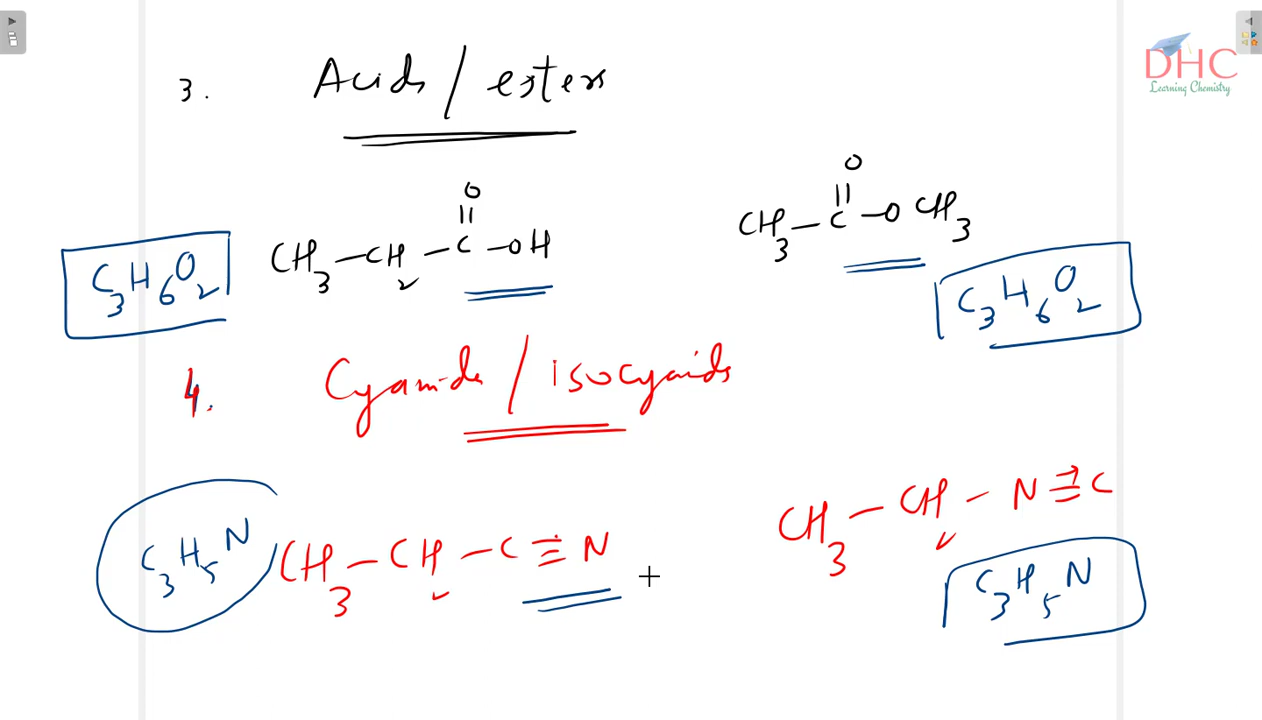 DHC
Learning Chemistry
3. Acids / esters
O
||
CH3—CH2—C—OH
C3H6O2
O
||
CH3—C—OCH3
C3H6O2
4. Cyanide / isocyaids
C3H5N
CH3—CH2—C≡N
CH3—CH2—N≡C
C3H5N